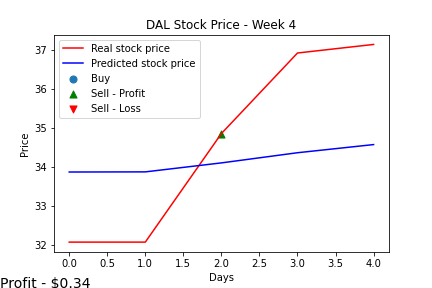 DAL Stock Price - Week 4
Real stock price
Predicted stock price
Buy
Sell - Profit
Sell - Loss
Price
37
36
35
34
33
32
0.0 0.5 1.0 1.5 2.0 2.5 3.0 3.5 4.0
Days
Profit - $0.34